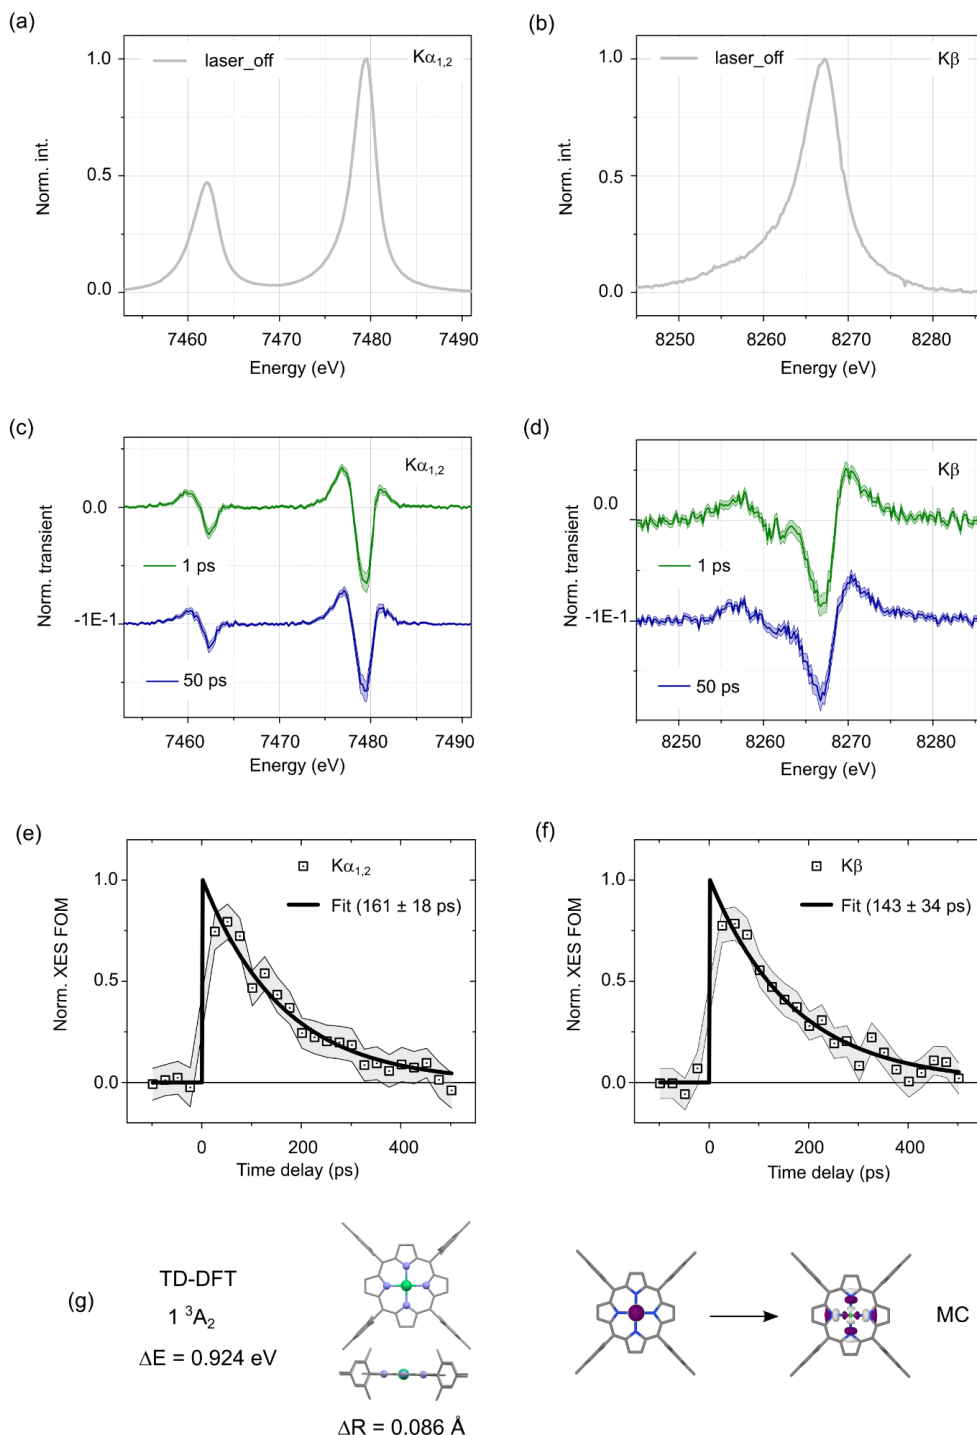 (a)
laser_off
Kα1,2
1.0
0.5
0.0
Norm. int.
7460
7470
7480
7490
Energy (eV)
(b)
laser_off
Kβ
1.0
0.5
0.0
Norm. int.
8250
8260
8270
8280
Energy (eV)
(c)
Kα1,2
0.0
1 ps
-1E-1
50 ps
Norm. transient
7460
7470
7480
7490
Energy (eV)
(d)
Kβ
0.0
1 ps
-1E-1
50 ps
Norm. transient
8250
8260
8270
8280
Energy (eV)
(e)
Kα1,2
Fit (161 ± 18 ps)
1.0
0.5
0.0
Norm. XES FOM
0
200
400
Time delay (ps)
(f)
Kβ
Fit (143 ± 34 ps)
1.0
0.5
0.0
Norm. XES FOM
0
200
400
Time delay (ps)
(g)
TD-DFT
1 ³A₂
ΔE = 0.924 eV
ΔR = 0.086 Å
MC